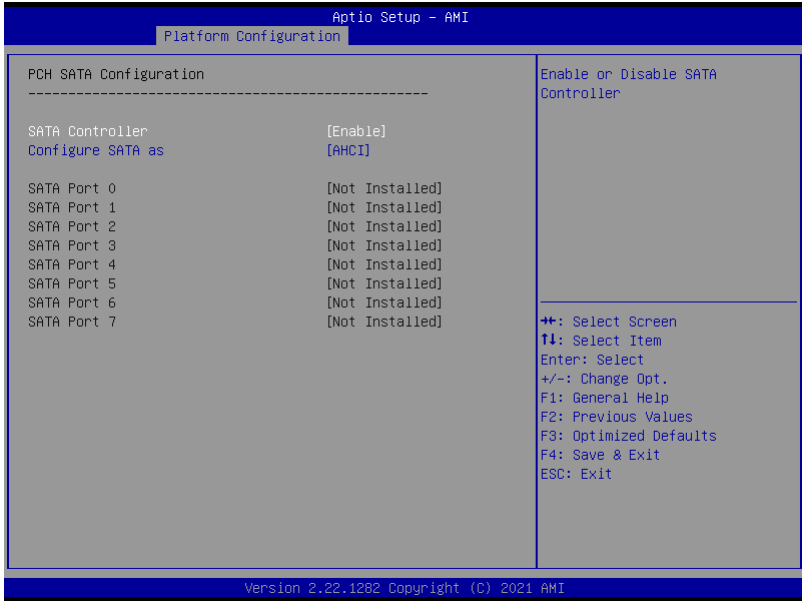 Aptio Setup – AMI
Platform Configuration
PCH SATA Configuration
--------------------------------------------------
SATA Controller [Enable]
Configure SATA as [AHCI]
SATA Port 0 [Not Installed]
SATA Port 1 [Not Installed]
SATA Port 2 [Not Installed]
SATA Port 3 [Not Installed]
SATA Port 4 [Not Installed]
SATA Port 5 [Not Installed]
SATA Port 6 [Not Installed]
SATA Port 7 [Not Installed]
Enable or Disable SATA
Controller
→←: Select Screen
↑↓: Select Item
Enter: Select
+/-: Change Opt.
F1: General Help
F2: Previous Values
F3: Optimized Defaults
F4: Save & Exit
ESC: Exit
Version 2.22.1282 Copyright (C) 2021 AMI